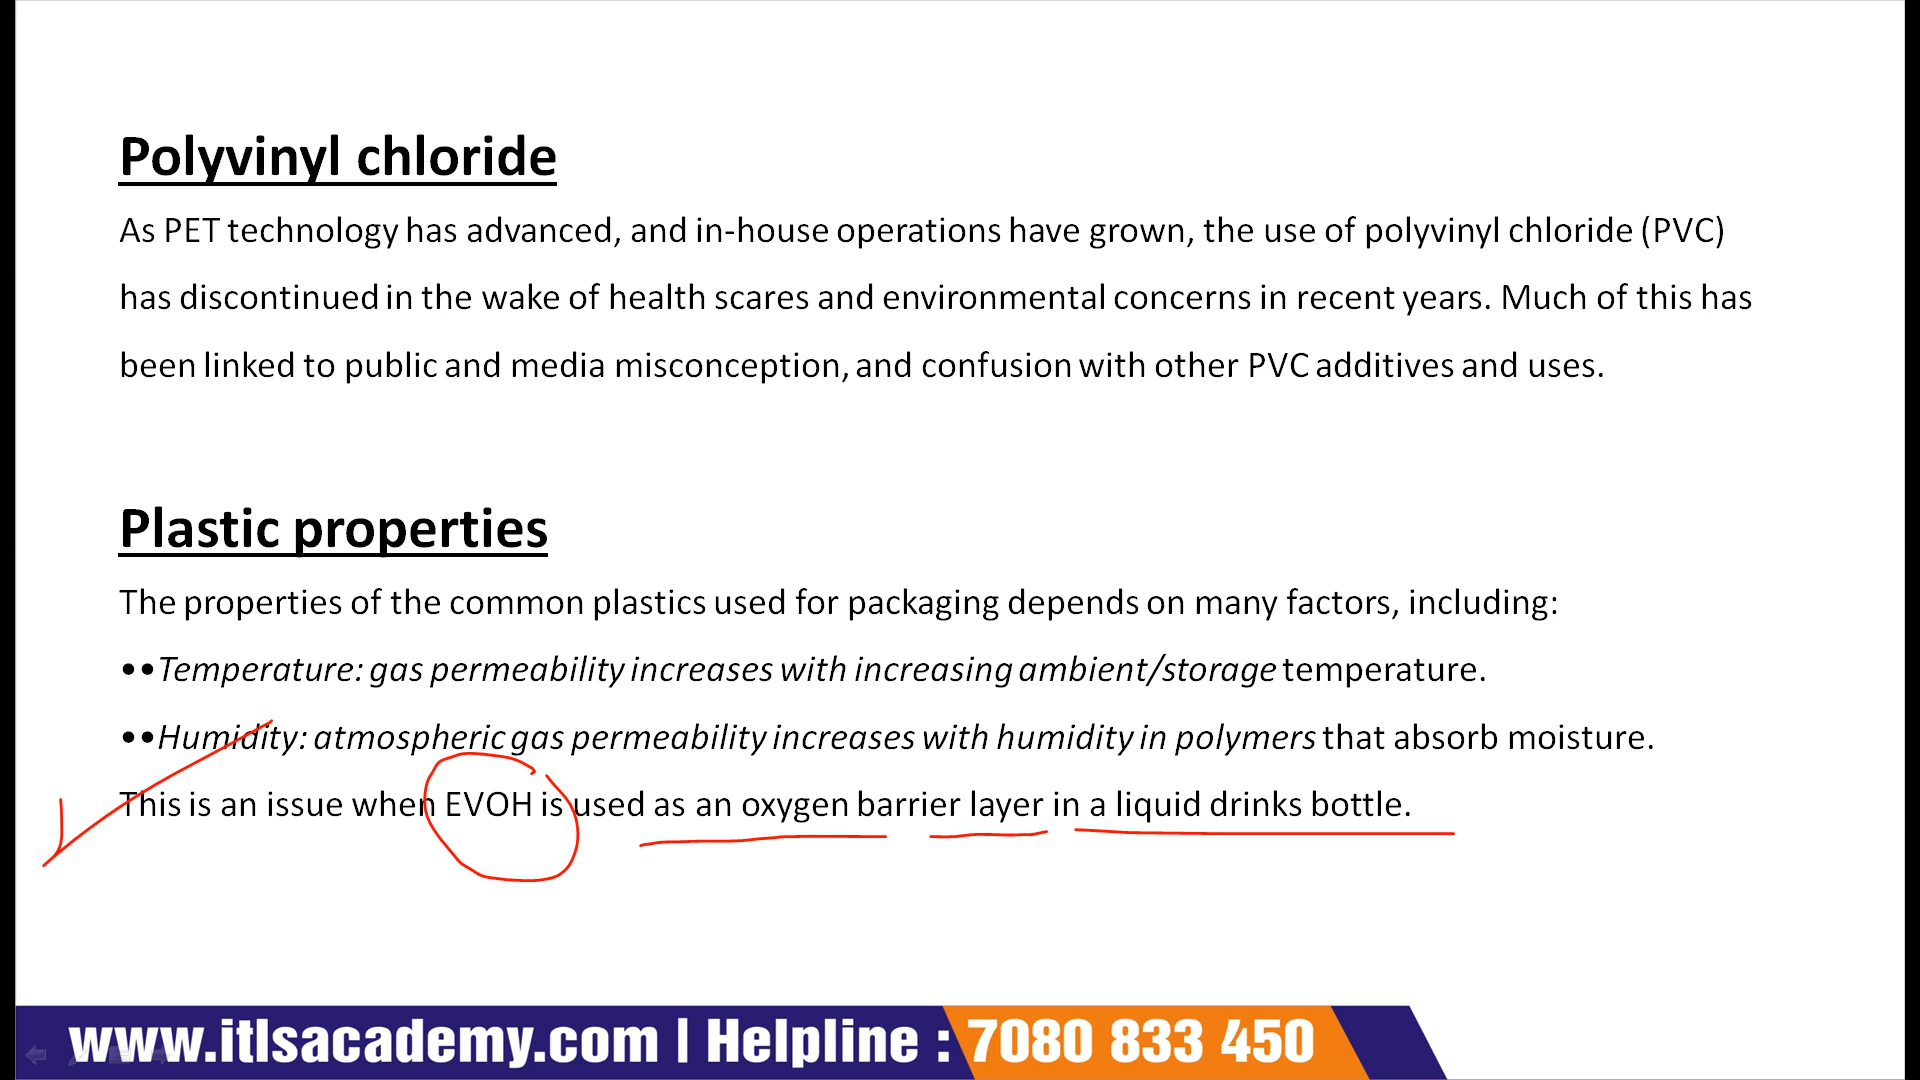 Polyvinyl chloride
As PET technology has advanced, and in-house operations have grown, the use of polyvinyl chloride (PVC)
has discontinued in the wake of health scares and environmental concerns in recent years. Much of this has
been linked to public and media misconception, and confusion with other PVC additives and uses.
Plastic properties
The properties of the common plastics used for packaging depends on many factors, including:
••Temperature: gas permeability increases with increasing ambient/storage temperature.
••Humidity: atmospheric gas permeability increases with humidity in polymers that absorb moisture.
This is an issue when EVOH is used as an oxygen barrier layer in a liquid drinks bottle.
www.itlsacademy.com | Helpline : 7080 833 450